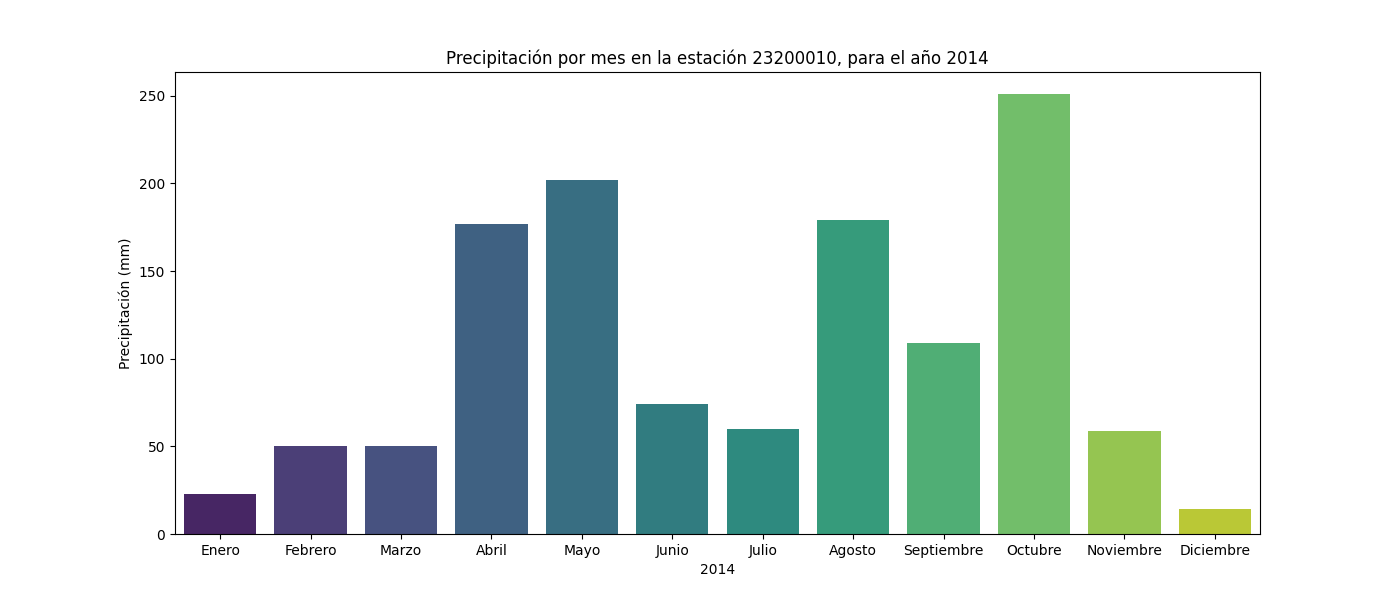 Precipitación por mes en la estación 23200010, para el año 2014
Precipitación (mm)
250
200
150
100
50
0
Enero Febrero Marzo Abril Mayo Junio Julio Agosto Septiembre Octubre Noviembre Diciembre
2014